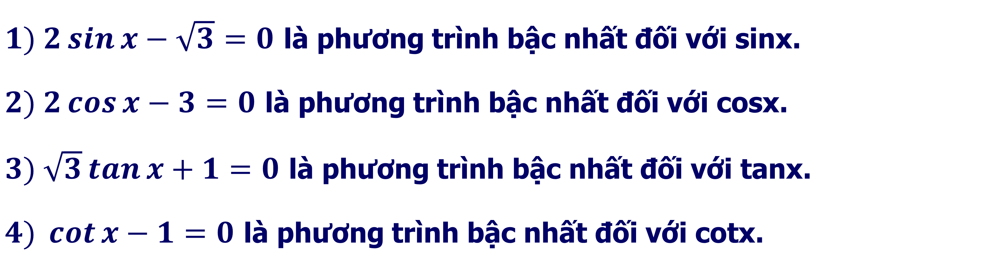 1) 2 sin x − √3 = 0 là phương trình bậc nhất đối với sinx.
2) 2 cos x − 3 = 0 là phương trình bậc nhất đối với cosx.
3) √3 tan x + 1 = 0 là phương trình bậc nhất đối với tanx.
4) cot x − 1 = 0 là phương trình bậc nhất đối với cotx.